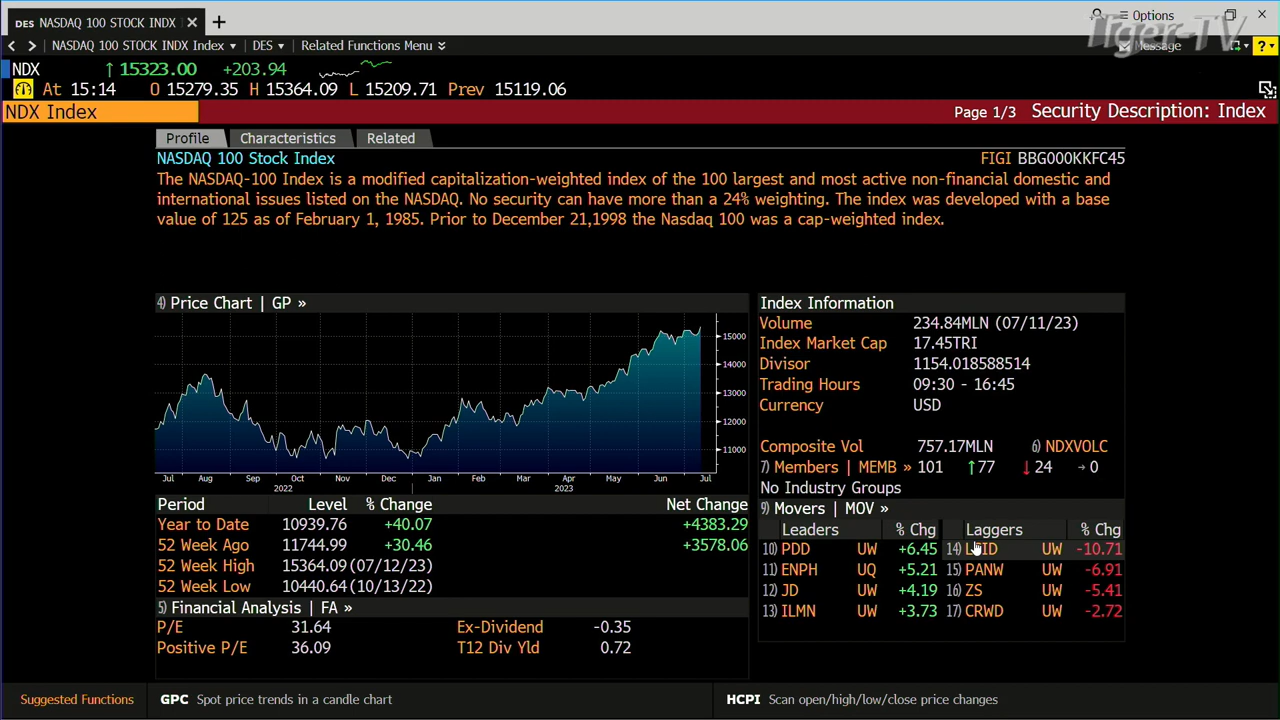 DES NASDAQ 100 STOCK INDX
Options
NASDAQ 100 STOCK INDX Index DES Related Functions Menu
Message
Tiger-TV
NDX ↑ 15323.00 +203.94
At 15:14 O 15279.35 H 15364.09 L 15209.71 Prev 15119.06
NDX Index Page 1/3 Security Description: Index
Profile Characteristics Related
NASDAQ 100 Stock Index FIGI BBG000KKFC45
The NASDAQ-100 Index is a modified capitalization-weighted index of the 100 largest and most active non-financial domestic and
international issues listed on the NASDAQ. No security can have more than a 24% weighting. The index was developed with a base
value of 125 as of February 1, 1985. Prior to December 21,1998 the Nasdaq 100 was a cap-weighted index.
4) Price Chart | GP »
15000
14000
13000
12000
11000
Jul Aug Sep Oct Nov Dec Jan Feb Mar Apr May Jun Jul
2022 2023
Period Level % Change Net Change
Year to Date 10939.76 +40.07 +4383.29
52 Week Ago 11744.99 +30.46 +3578.06
52 Week High 15364.09 (07/12/23)
52 Week Low 10440.64 (10/13/22)
5) Financial Analysis | FA »
P/E 31.64 Ex-Dividend -0.35
Positive P/E 36.09 T12 Div Yld 0.72
Index Information
Volume 234.84MLN (07/11/23)
Index Market Cap 17.45TRI
Divisor 1154.018588514
Trading Hours 09:30 - 16:45
Currency USD
Composite Vol 757.17MLN 6) NDXVOLC
7) Members | MEMB » 101 ↑77 ↓24 →0
No Industry Groups
9) Movers | MOV »
Leaders % Chg Laggers % Chg
10) PDD UW +6.45 14) UW -10.71
11) ENPH UQ +5.21 15) PANW UW -6.91
12) JD UW +4.19 16) ZS UW -5.41
13) ILMN UW +3.73 17) CRWD UW -2.72
Suggested Functions GPC Spot price trends in a candle chart HCPI Scan open/high/low/close price changes